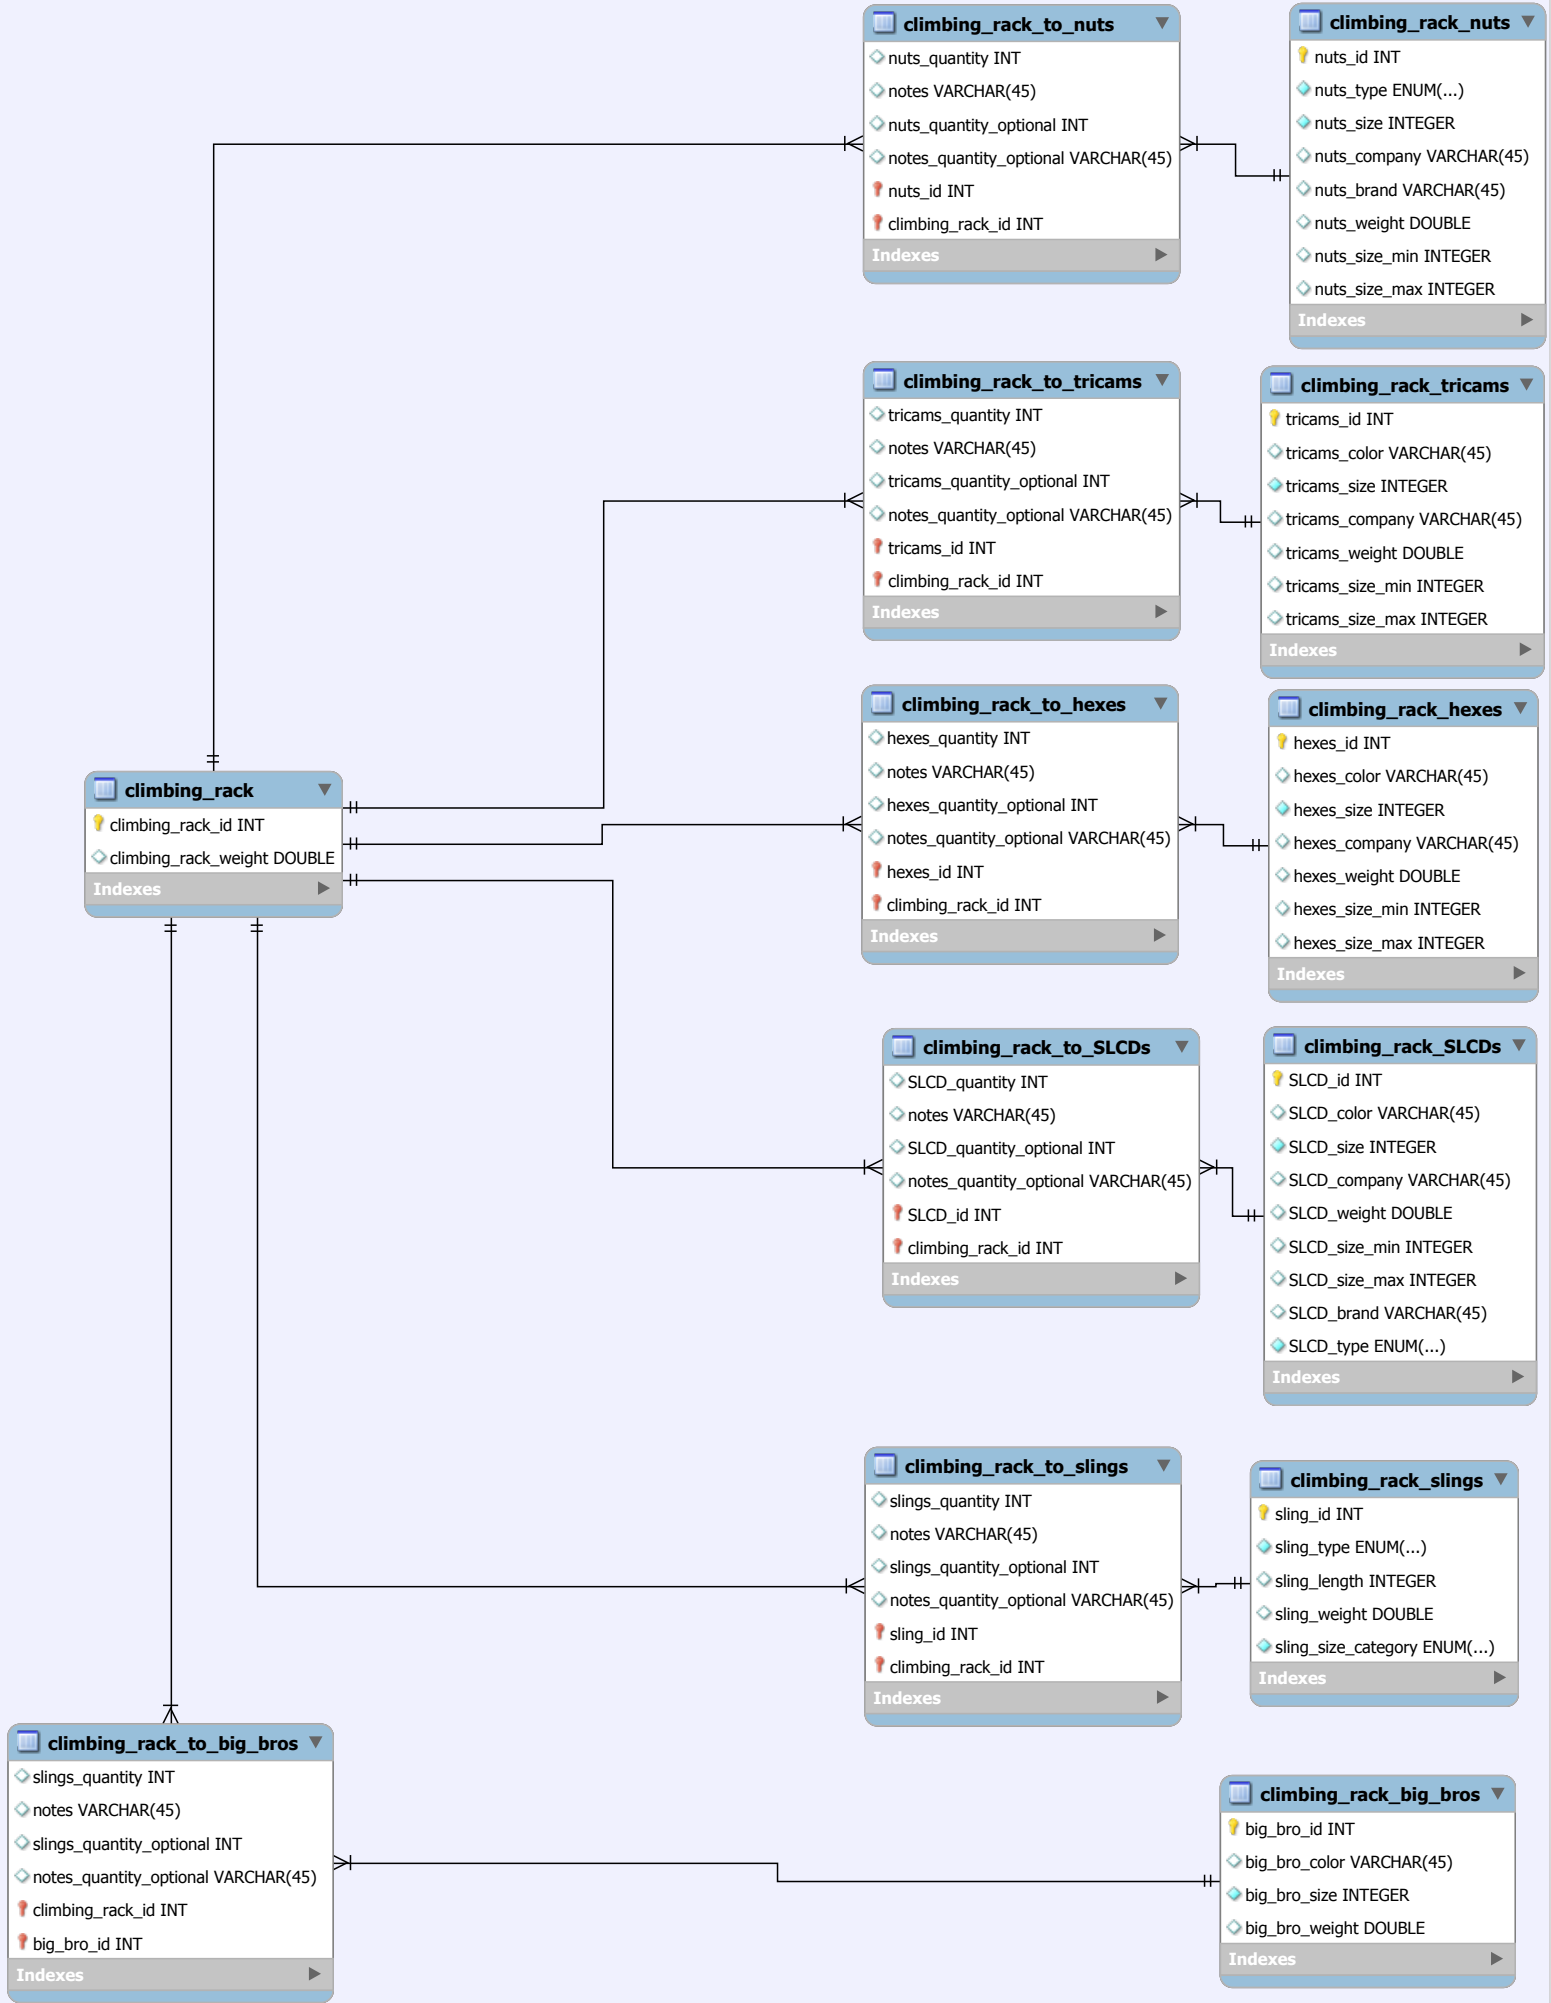 climbing_rack_to_nuts
nuts_quantity INT
notes VARCHAR(45)
nuts_quantity_optional INT
notes_quantity_optional VARCHAR(45)
nuts_id INT
climbing_rack_id INT
Indexes
climbing_rack_nuts
nuts_id INT
nuts_type ENUM(...)
nuts_size INTEGER
nuts_company VARCHAR(45)
nuts_brand VARCHAR(45)
nuts_weight DOUBLE
nuts_size_min INTEGER
nuts_size_max INTEGER
Indexes
climbing_rack_to_tricams
tricams_quantity INT
notes VARCHAR(45)
tricams_quantity_optional INT
notes_quantity_optional VARCHAR(45)
tricams_id INT
climbing_rack_id INT
Indexes
climbing_rack_tricams
tricams_id INT
tricams_color VARCHAR(45)
tricams_size INTEGER
tricams_company VARCHAR(45)
tricams_weight DOUBLE
tricams_size_min INTEGER
tricams_size_max INTEGER
Indexes
climbing_rack_to_hexes
hexes_quantity INT
notes VARCHAR(45)
hexes_quantity_optional INT
notes_quantity_optional VARCHAR(45)
hexes_id INT
climbing_rack_id INT
Indexes
climbing_rack_hexes
hexes_id INT
hexes_color VARCHAR(45)
hexes_size INTEGER
hexes_company VARCHAR(45)
hexes_weight DOUBLE
hexes_size_min INTEGER
hexes_size_max INTEGER
Indexes
climbing_rack
climbing_rack_id INT
climbing_rack_weight DOUBLE
Indexes
climbing_rack_to_SLCDs
SLCD_quantity INT
notes VARCHAR(45)
SLCD_quantity_optional INT
notes_quantity_optional VARCHAR(45)
SLCD_id INT
climbing_rack_id INT
Indexes
climbing_rack_SLCDs
SLCD_id INT
SLCD_color VARCHAR(45)
SLCD_size INTEGER
SLCD_company VARCHAR(45)
SLCD_weight DOUBLE
SLCD_size_min INTEGER
SLCD_size_max INTEGER
SLCD_brand VARCHAR(45)
SLCD_type ENUM(...)
Indexes
climbing_rack_to_slings
slings_quantity INT
notes VARCHAR(45)
slings_quantity_optional INT
notes_quantity_optional VARCHAR(45)
sling_id INT
climbing_rack_id INT
Indexes
climbing_rack_slings
sling_id INT
sling_type ENUM(...)
sling_length INTEGER
sling_weight DOUBLE
sling_size_category ENUM(...)
Indexes
climbing_rack_to_big_bros
slings_quantity INT
notes VARCHAR(45)
slings_quantity_optional INT
notes_quantity_optional VARCHAR(45)
climbing_rack_id INT
big_bro_id INT
Indexes
climbing_rack_big_bros
big_bro_id INT
big_bro_color VARCHAR(45)
big_bro_size INTEGER
big_bro_weight DOUBLE
Indexes